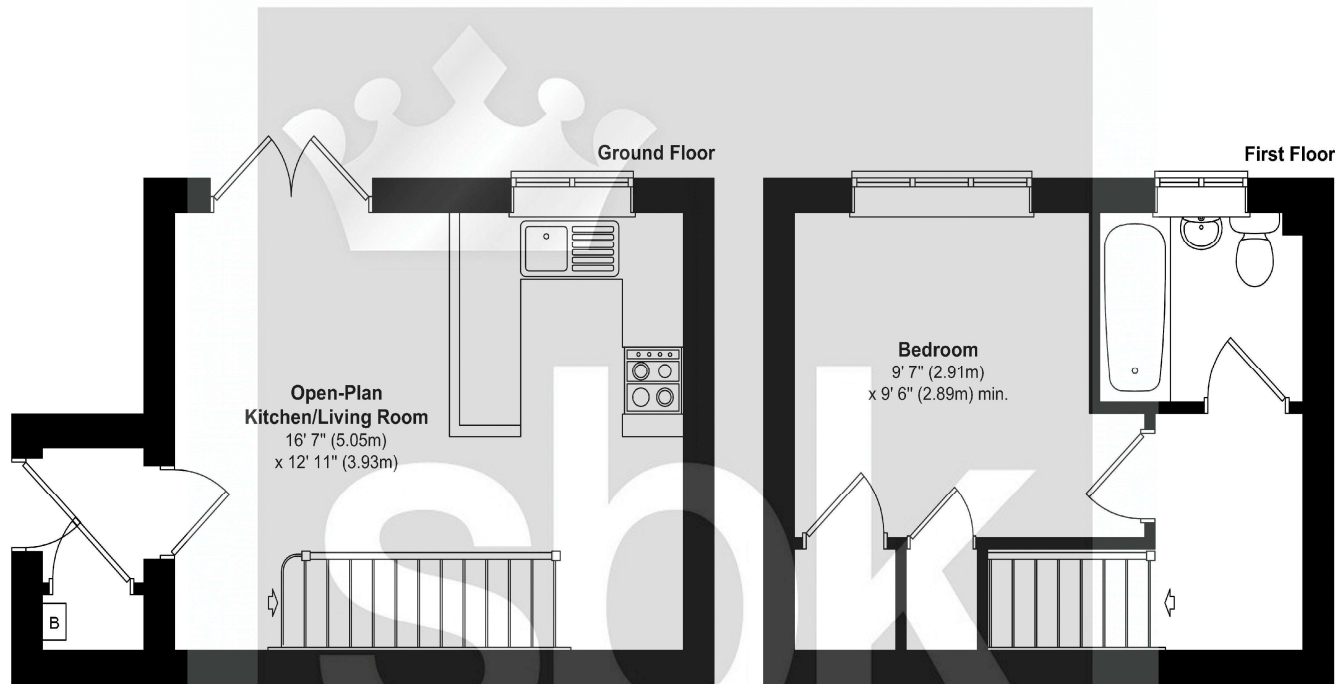 Ground Floor
First Floor
Open-Plan
Kitchen/Living Room
16' 7" (5.05m)
x 12' 11" (3.93m)
Bedroom
9' 7" (2.91m)
x 9' 6" (2.89m) min.
B
sbk